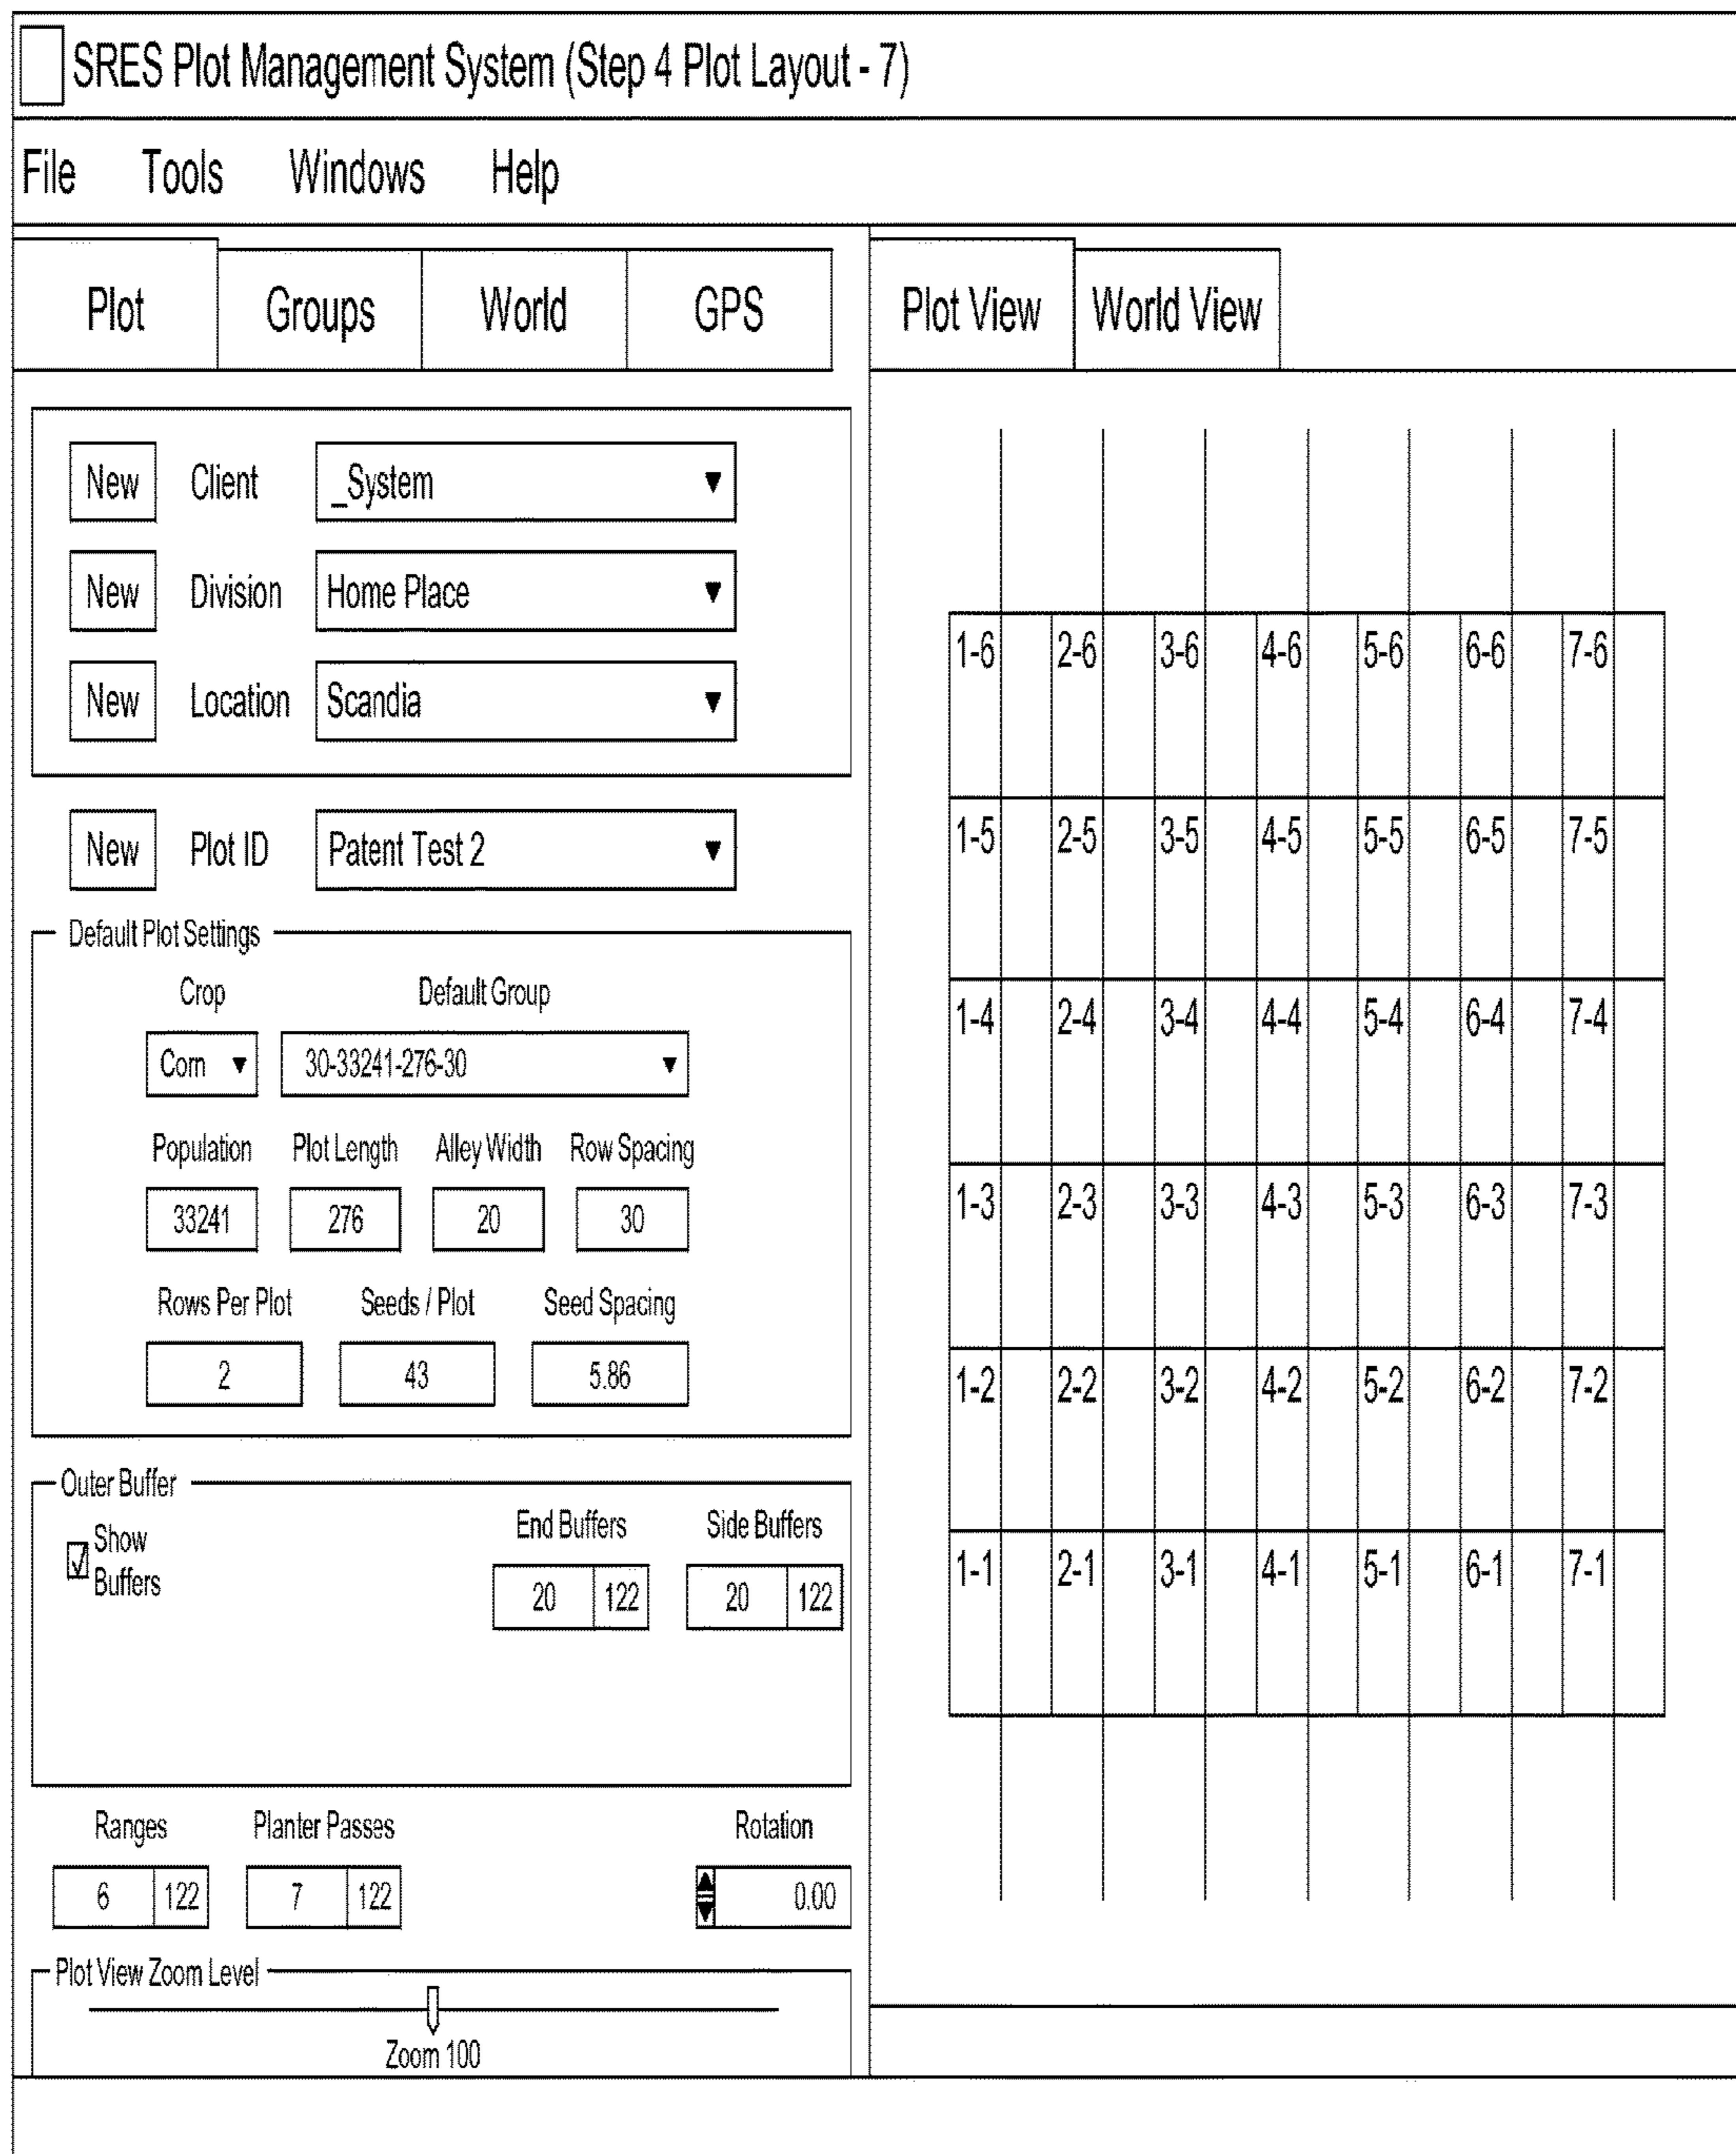 SRES Plot Management System (Step 4 Plot Layout - 7)
File Tools Windows Help
Plot Groups World GPS
Plot View World View
New Client _System
New Division Home Place
New Location Scandia
New Plot ID Patent Test 2
Default Plot Settings
Crop Default Group
Corn 30-33241-276-30
Population Plot Length Alley Width Row Spacing
33241 276 20 30
Rows Per Plot Seeds / Plot Seed Spacing
2 43 5.86
Outer Buffer
Show
Buffers
End Buffers Side Buffers
20 122 20 122
Ranges Planter Passes Rotation
6 122 7 122 0.00
Plot View Zoom Level
Zoom 100
1-6 2-6 3-6 4-6 5-6 6-6 7-6
1-5 2-5 3-5 4-5 5-5 6-5 7-5
1-4 2-4 3-4 4-4 5-4 6-4 7-4
1-3 2-3 3-3 4-3 5-3 6-3 7-3
1-2 2-2 3-2 4-2 5-2 6-2 7-2
1-1 2-1 3-1 4-1 5-1 6-1 7-1